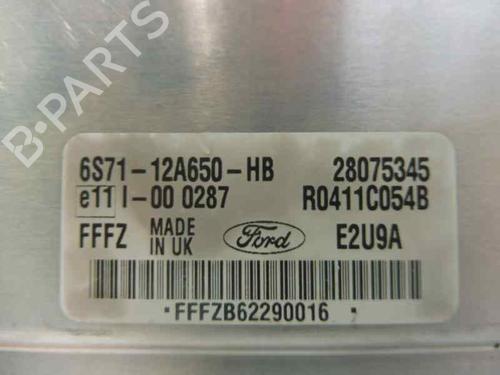 B-PARTS
6S71-12A650-HB 28075345
e11 I-00 0287 R0411C054B
FFFZ MADE IN UK Ford E2U9A
FFFZB62290016